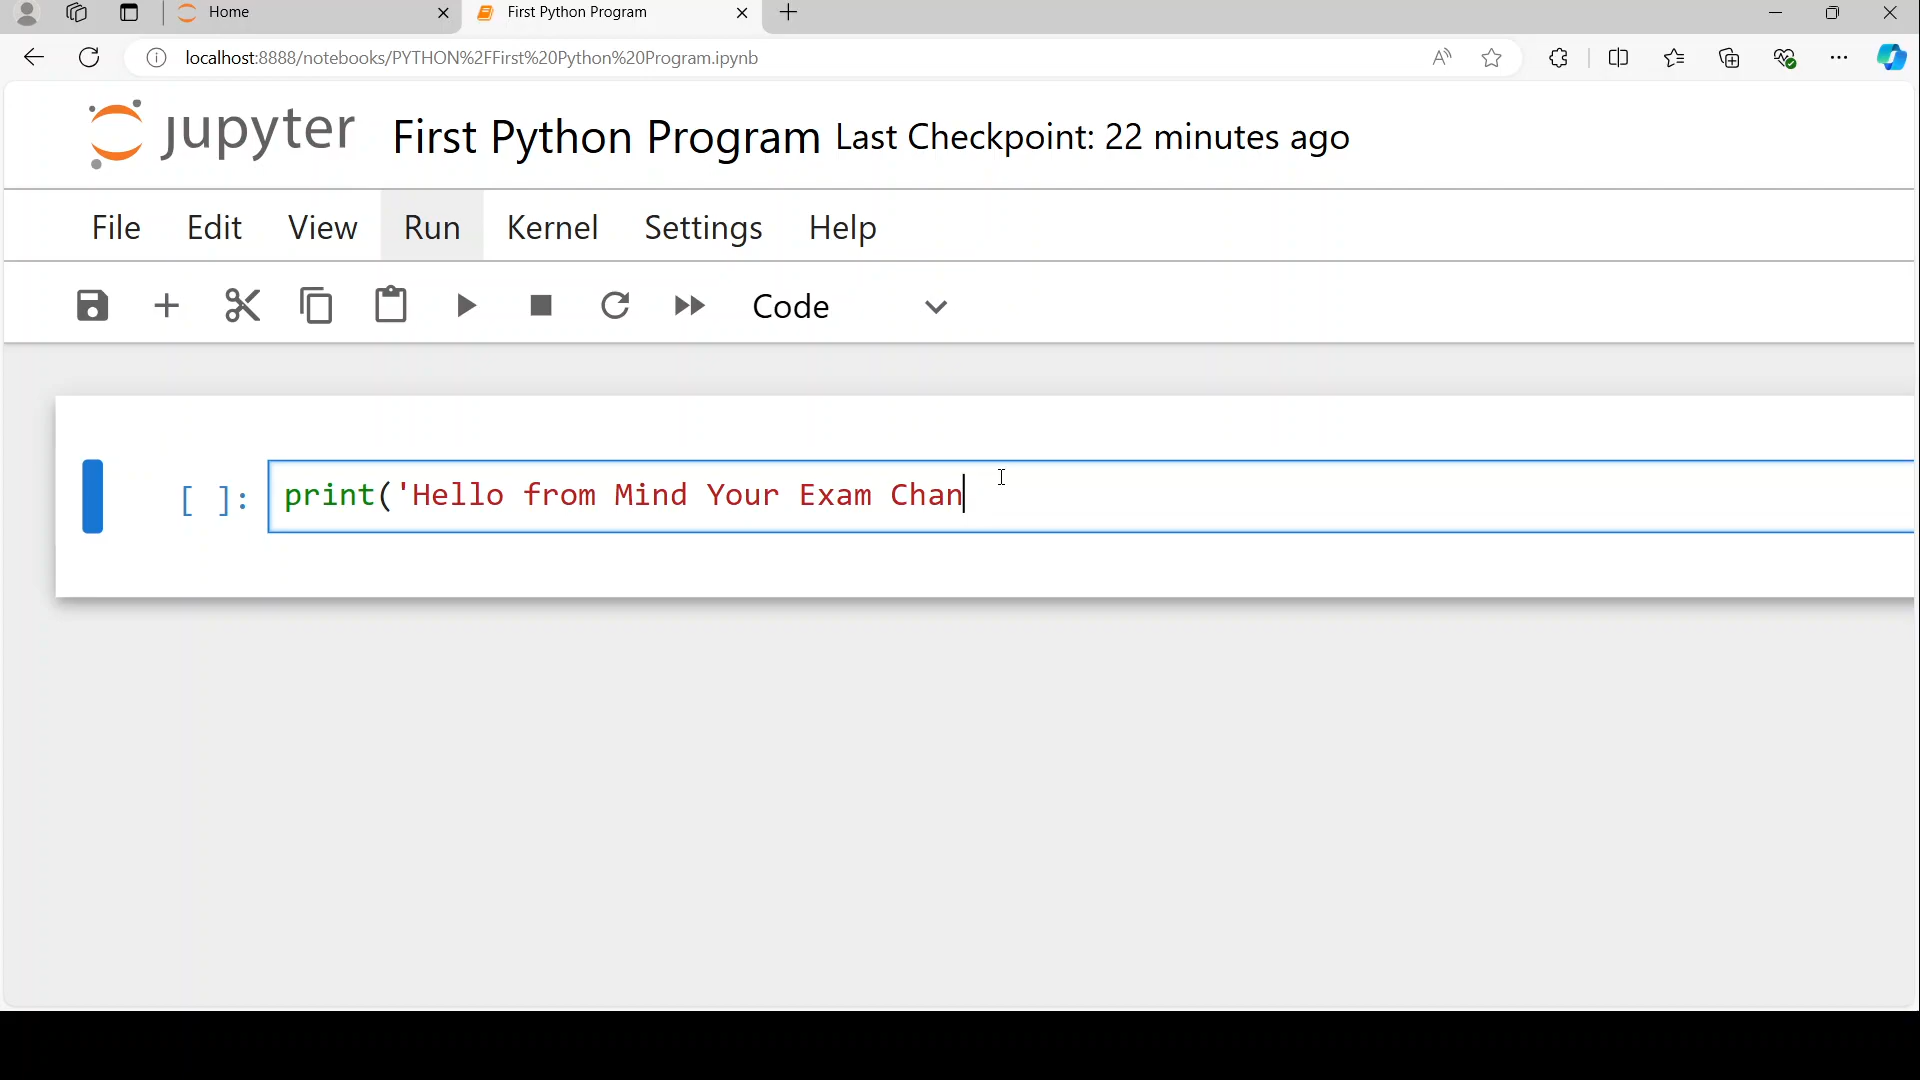 Home
First Python Program
localhost:8888/notebooks/PYTHON%2FFirst%20Python%20Program.ipynb
jupyter First Python Program Last Checkpoint: 22 minutes ago
File Edit View Run Kernel Settings Help
Code
[ ]: print('Hello from Mind Your Exam Chan